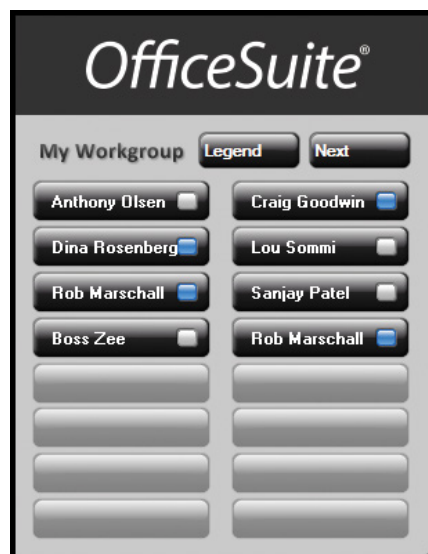 OfficeSuite®
My Workgroup Legend Next
Anthony Olsen Craig Goodwin
Dina Rosenberg Lou Sommi
Rob Marschall Sanjay Patel
Boss Zee Rob Marschall